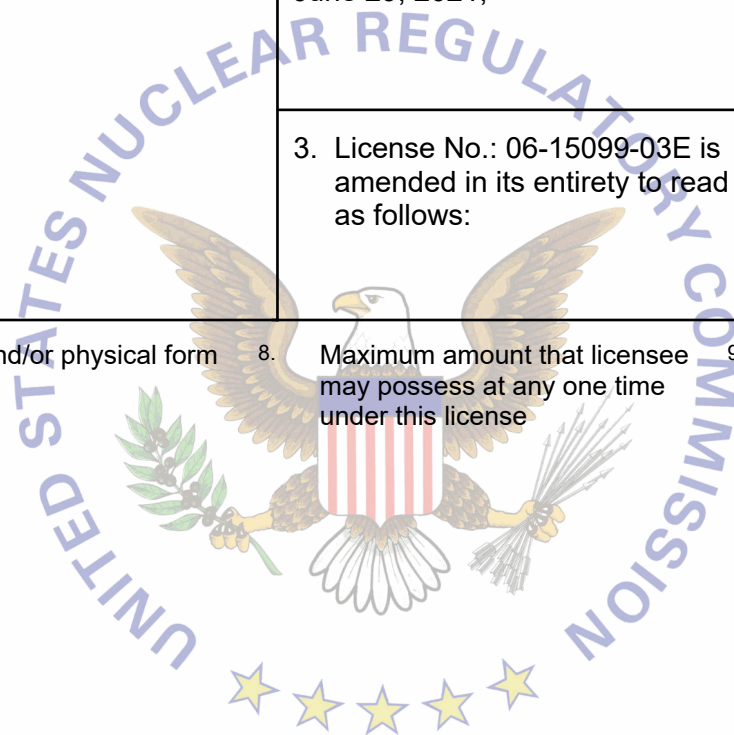 3. License No.: 06-15099-03E is
amended in its entirety to read
as follows:
nd/or physical form
8. Maximum amount that licensee
may possess at any one time
under this license
9
UNITED STATES NUCLEAR REGULATORY COMMISSION